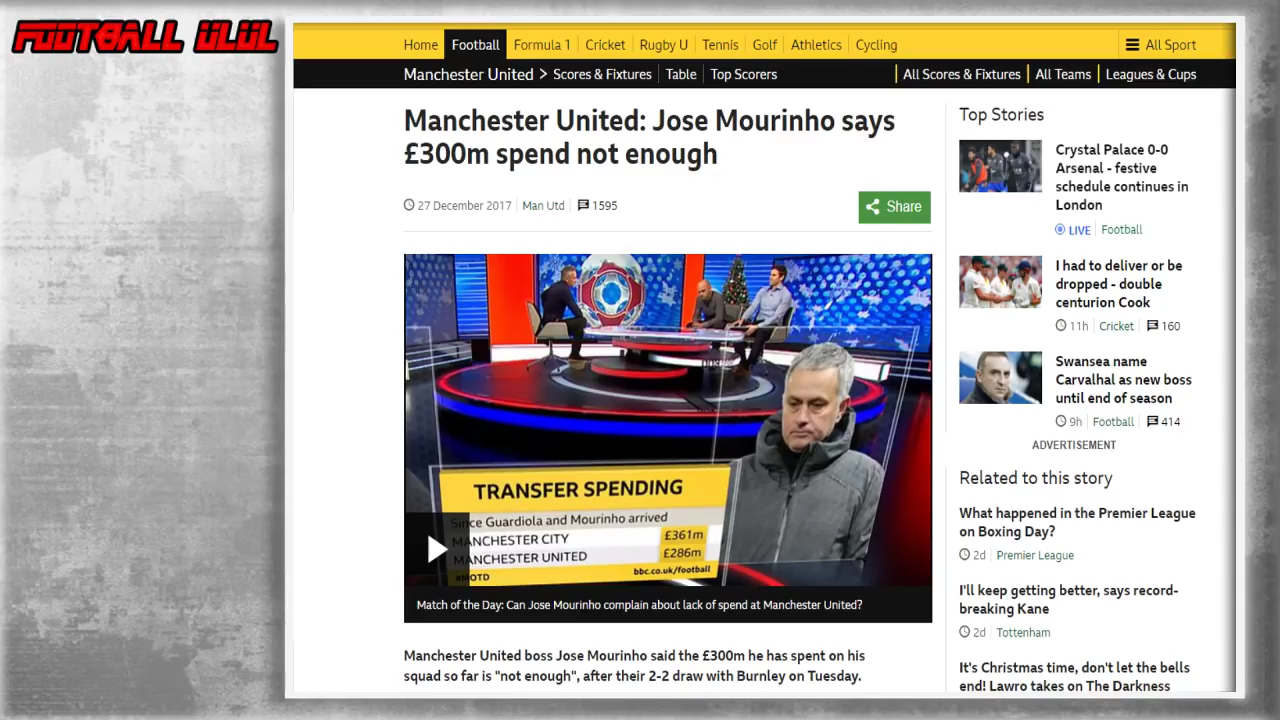 FOOTBALL ÜLÜL
Home Football Formula 1 Cricket Rugby U Tennis Golf Athletics Cycling All Sport
Manchester United > Scores & Fixtures Table Top Scorers All Scores & Fixtures All Teams Leagues & Cups
Manchester United: Jose Mourinho says
£300m spend not enough
27 December 2017 Man Utd 1595
Share
TRANSFER SPENDING
Since Guardiola and Mourinho arrived
MANCHESTER CITY £361m
MANCHESTER UNITED £286m
#MOTD bbc.co.uk/football
Match of the Day: Can Jose Mourinho complain about lack of spend at Manchester United?
Manchester United boss Jose Mourinho said the £300m he has spent on his
squad so far is "not enough", after their 2-2 draw with Burnley on Tuesday.
Top Stories
Crystal Palace 0-0
Arsenal - festive
schedule continues in
London
LIVE Football
I had to deliver or be
dropped - double
centurion Cook
11h Cricket 160
Swansea name
Carvalhal as new boss
until end of season
9h Football 414
ADVERTISEMENT
Related to this story
What happened in the Premier League
on Boxing Day?
2d Premier League
I'll keep getting better, says record-
breaking Kane
2d Tottenham
It's Christmas time, don't let the bells
end! Lawro takes on The Darkness